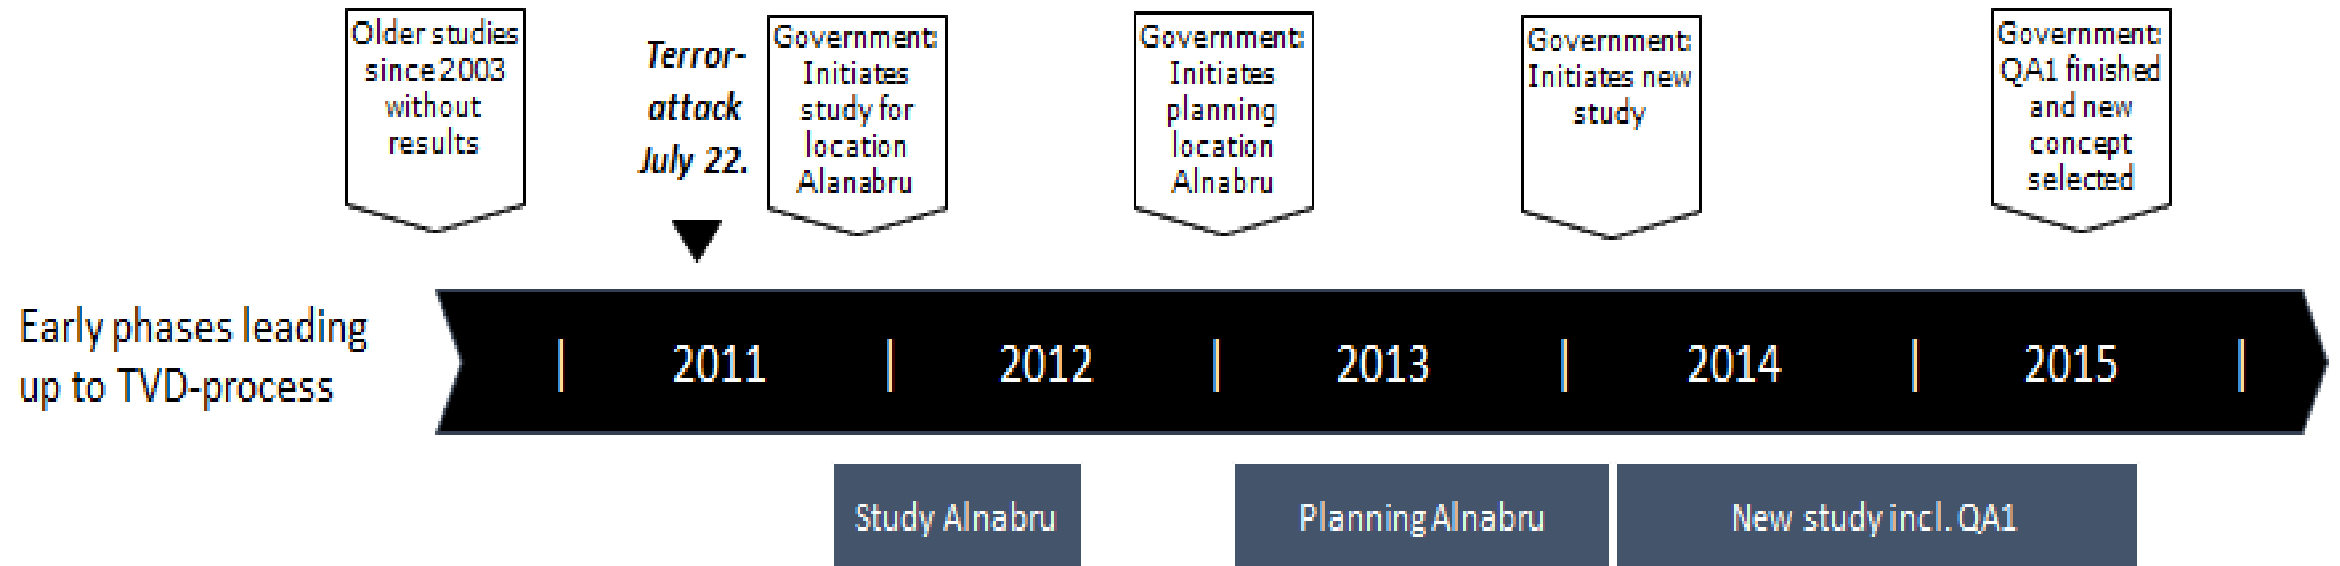 Older studies
since 2003
without
results
Terror-
attack
July 22.
Government:
Initiates
study for
location
Alanabru
Government:
Initiates
planning
location
Alnabru
Government:
Initiates new
study
Government:
QA1 finished
and new
concept
selected
Early phases leading
up to TVD-process
| 2011 | 2012 | 2013 | 2014 | 2015 |
Study Alnabru
Planning Alnabru
New study incl. QA1